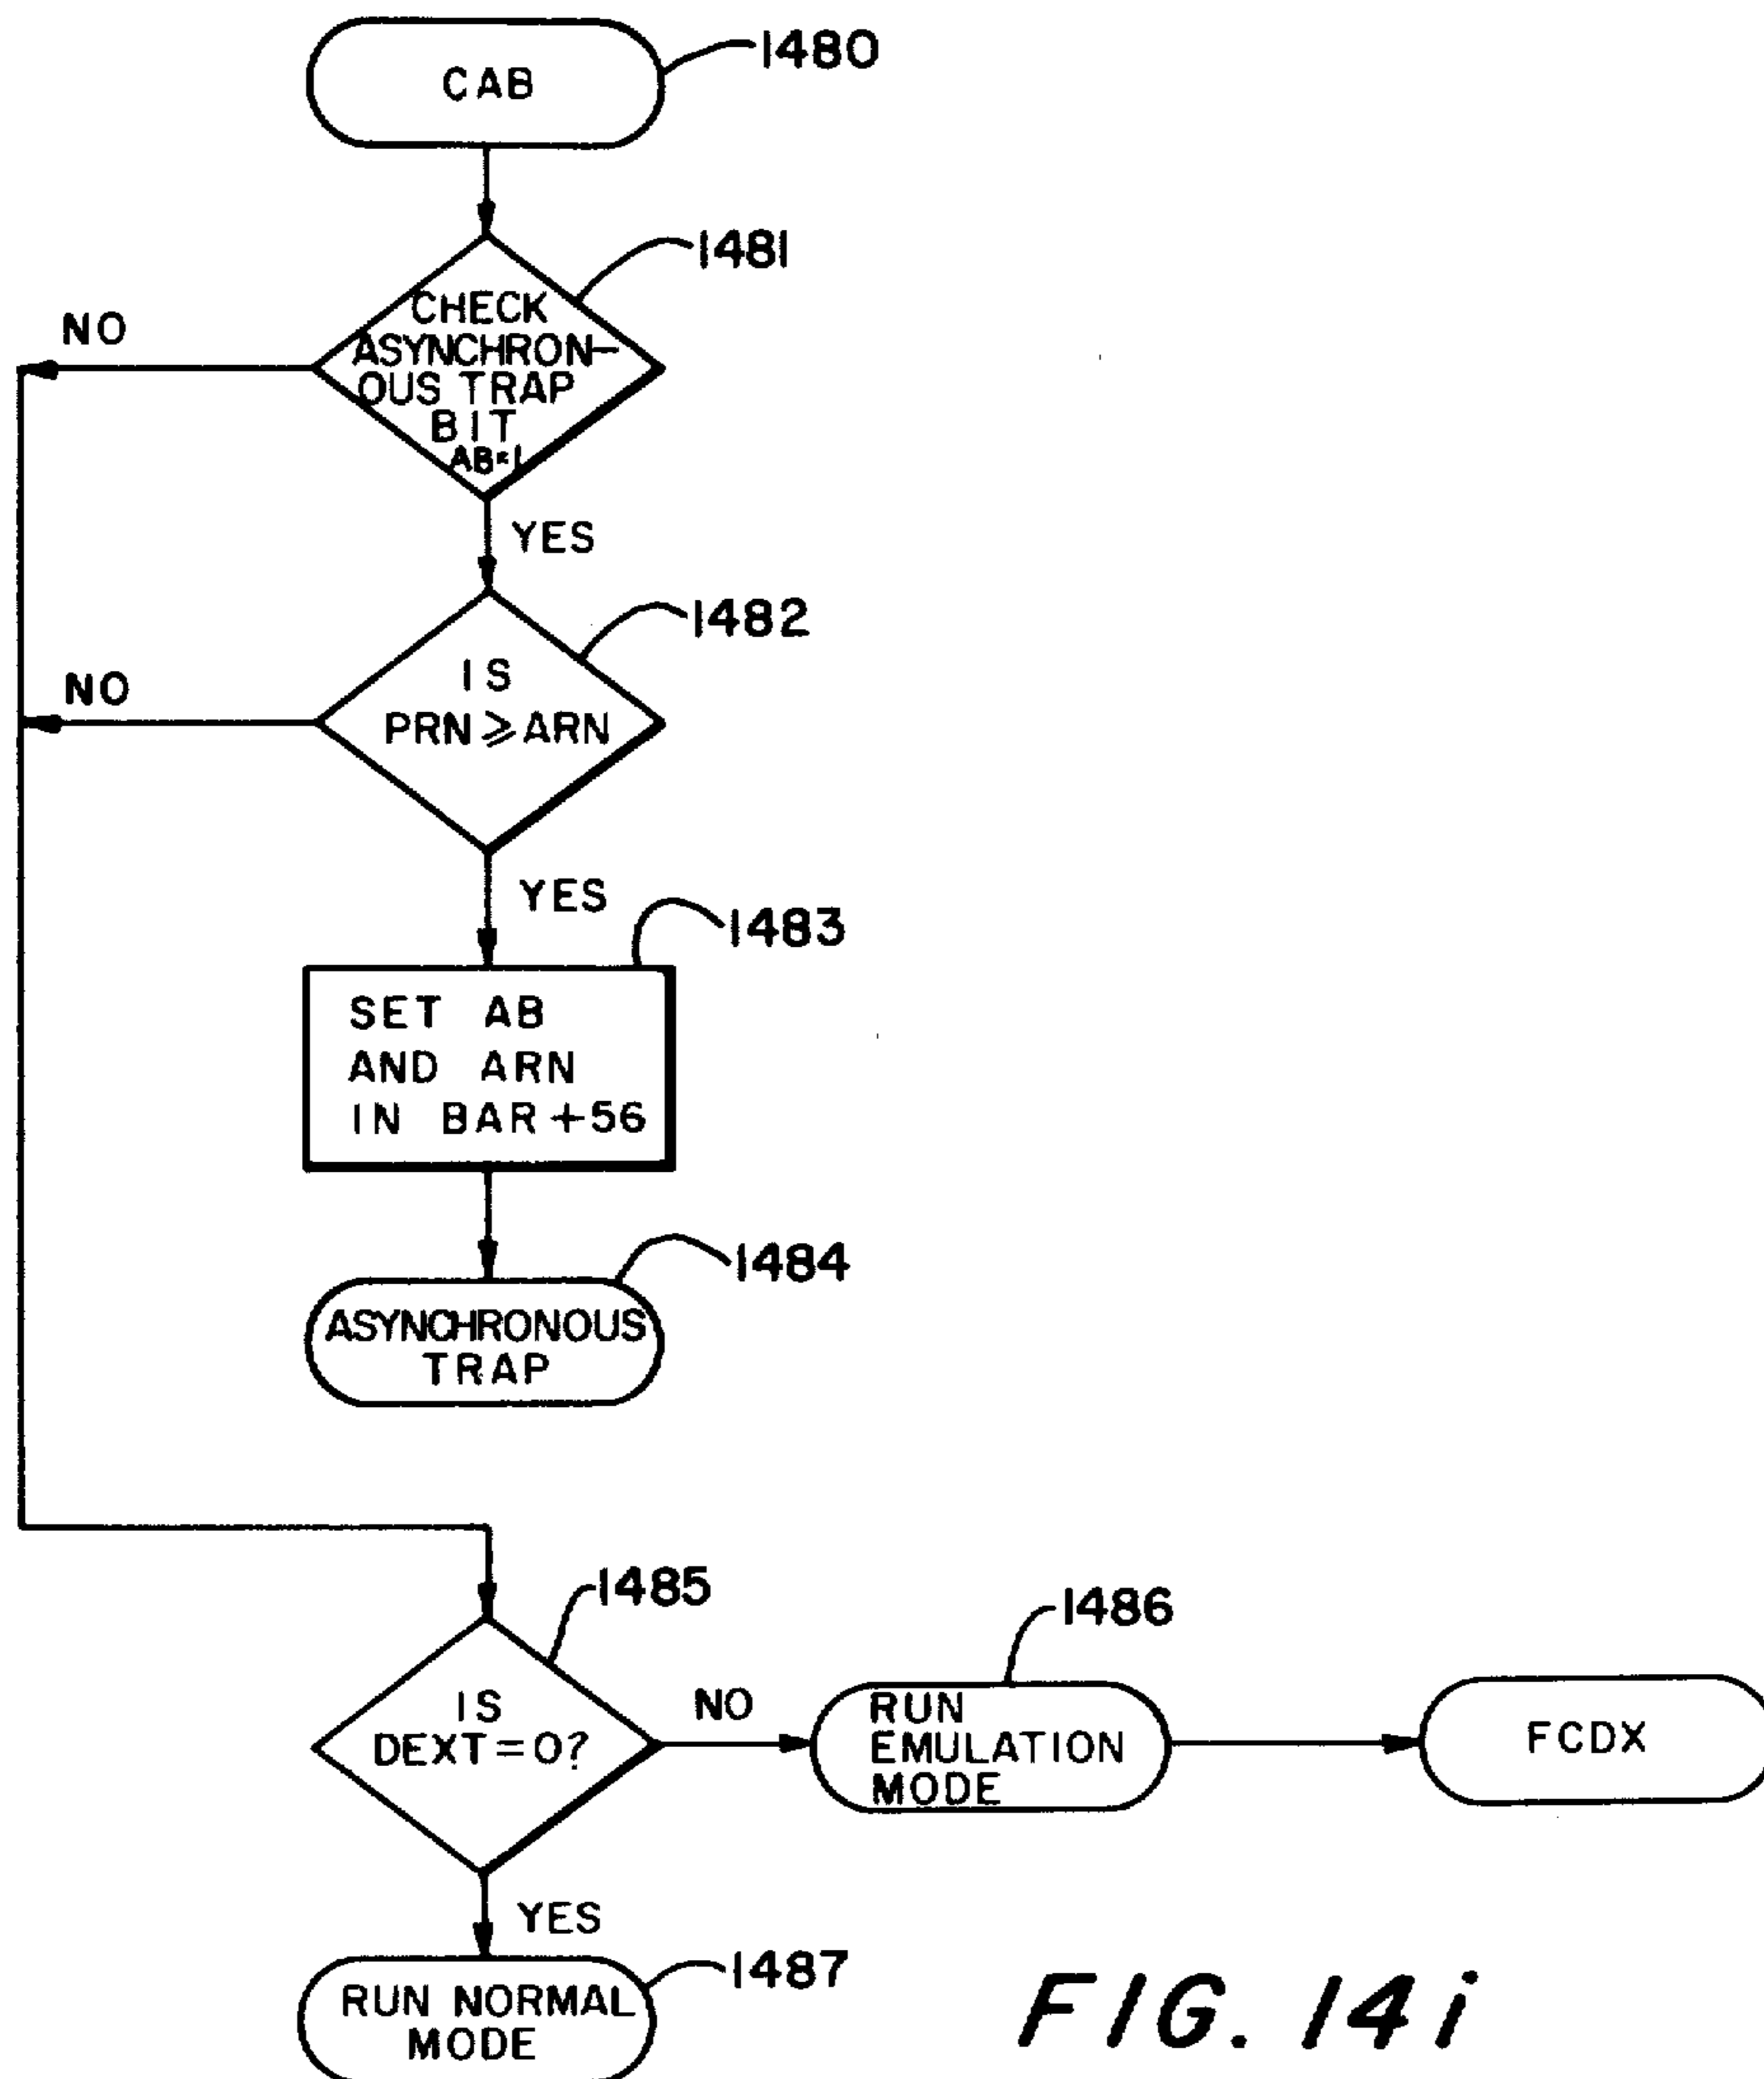 CAB
1480
1481
CHECK
ASYNCHRON-
OUS TRAP
BIT
AB=1
NO
YES
1482
IS
PRN ⩾ ARN
NO
YES
1483
SET AB
AND ARN
IN BAR+56
1484
ASYNCHRONOUS
TRAP
1485
IS
DEXT=0?
NO
1486
RUN
EMULATION
MODE
FCDX
YES
1487
RUN NORMAL
MODE
FIG. 14i